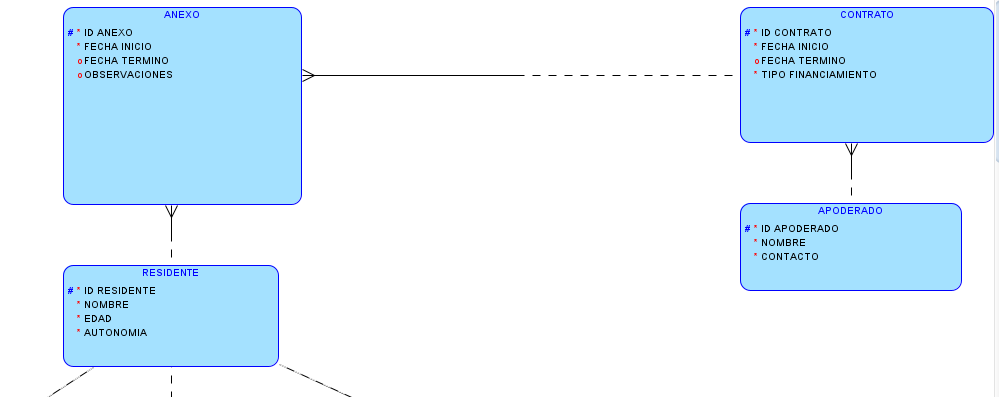 ANEXO
# * ID ANEXO
* FECHA INICIO
o FECHA TERMINO
o OBSERVACIONES
CONTRATO
# * ID CONTRATO
* FECHA INICIO
o FECHA TERMINO
* TIPO FINANCIAMIENTO
APODERADO
# * ID APODERADO
* NOMBRE
* CONTACTO
RESIDENTE
# * ID RESIDENTE
* NOMBRE
* EDAD
* AUTONOMIA